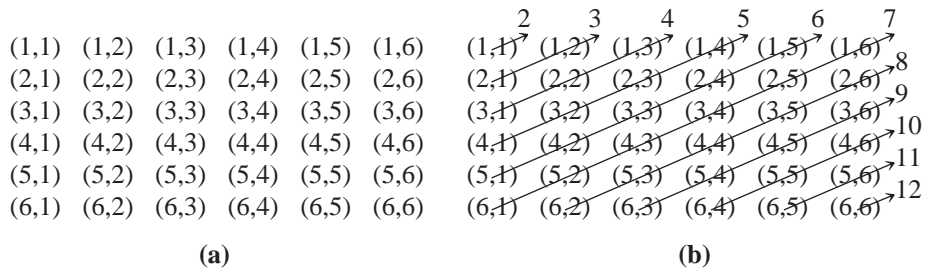 2 3 4 5 6 7
(1,1) (1,2) (1,3) (1,4) (1,5) (1,6) (1,1) (1,2) (1,3) (1,4) (1,5) (1,6)
8
(2,1) (2,2) (2,3) (2,4) (2,5) (2,6) (2,1) (2,2) (2,3) (2,4) (2,5) (2,6)
9
(3,1) (3,2) (3,3) (3,4) (3,5) (3,6) (3,1) (3,2) (3,3) (3,4) (3,5) (3,6)
10
(4,1) (4,2) (4,3) (4,4) (4,5) (4,6) (4,1) (4,2) (4,3) (4,4) (4,5) (4,6)
11
(5,1) (5,2) (5,3) (5,4) (5,5) (5,6) (5,1) (5,2) (5,3) (5,4) (5,5) (5,6)
12
(6,1) (6,2) (6,3) (6,4) (6,5) (6,6) (6,1) (6,2) (6,3) (6,4) (6,5) (6,6)
(a) (b)